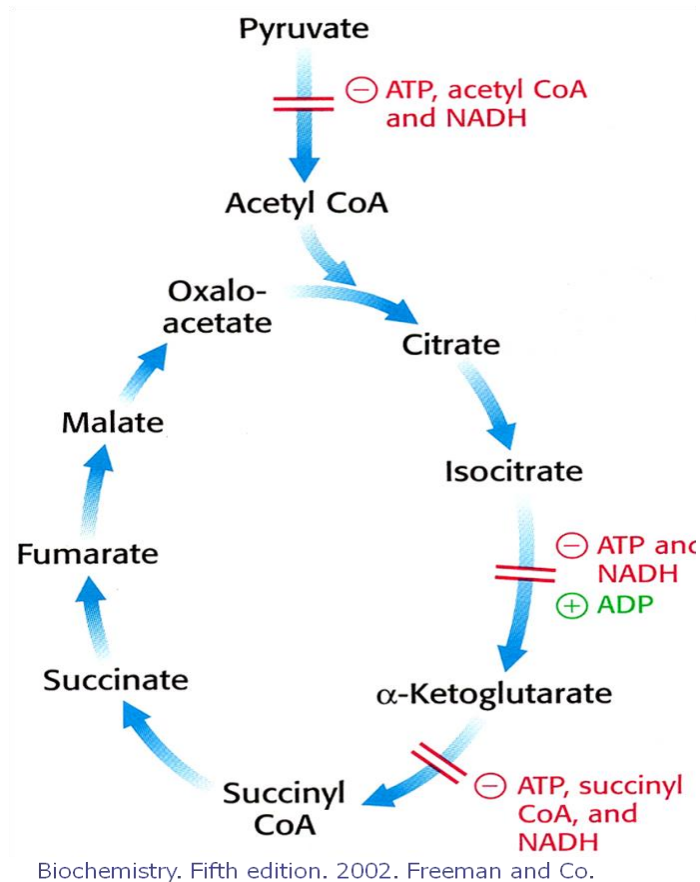 Pyruvate
⊖ ATP, acetyl CoA
and NADH
Acetyl CoA
Oxalo-
acetate
Citrate
Malate
Isocitrate
Fumarate
⊖ ATP and
NADH
⊕ ADP
Succinate
α-Ketoglutarate
Succinyl
CoA
⊖ ATP, succinyl
CoA, and
NADH
Biochemistry. Fifth edition. 2002. Freeman and Co.